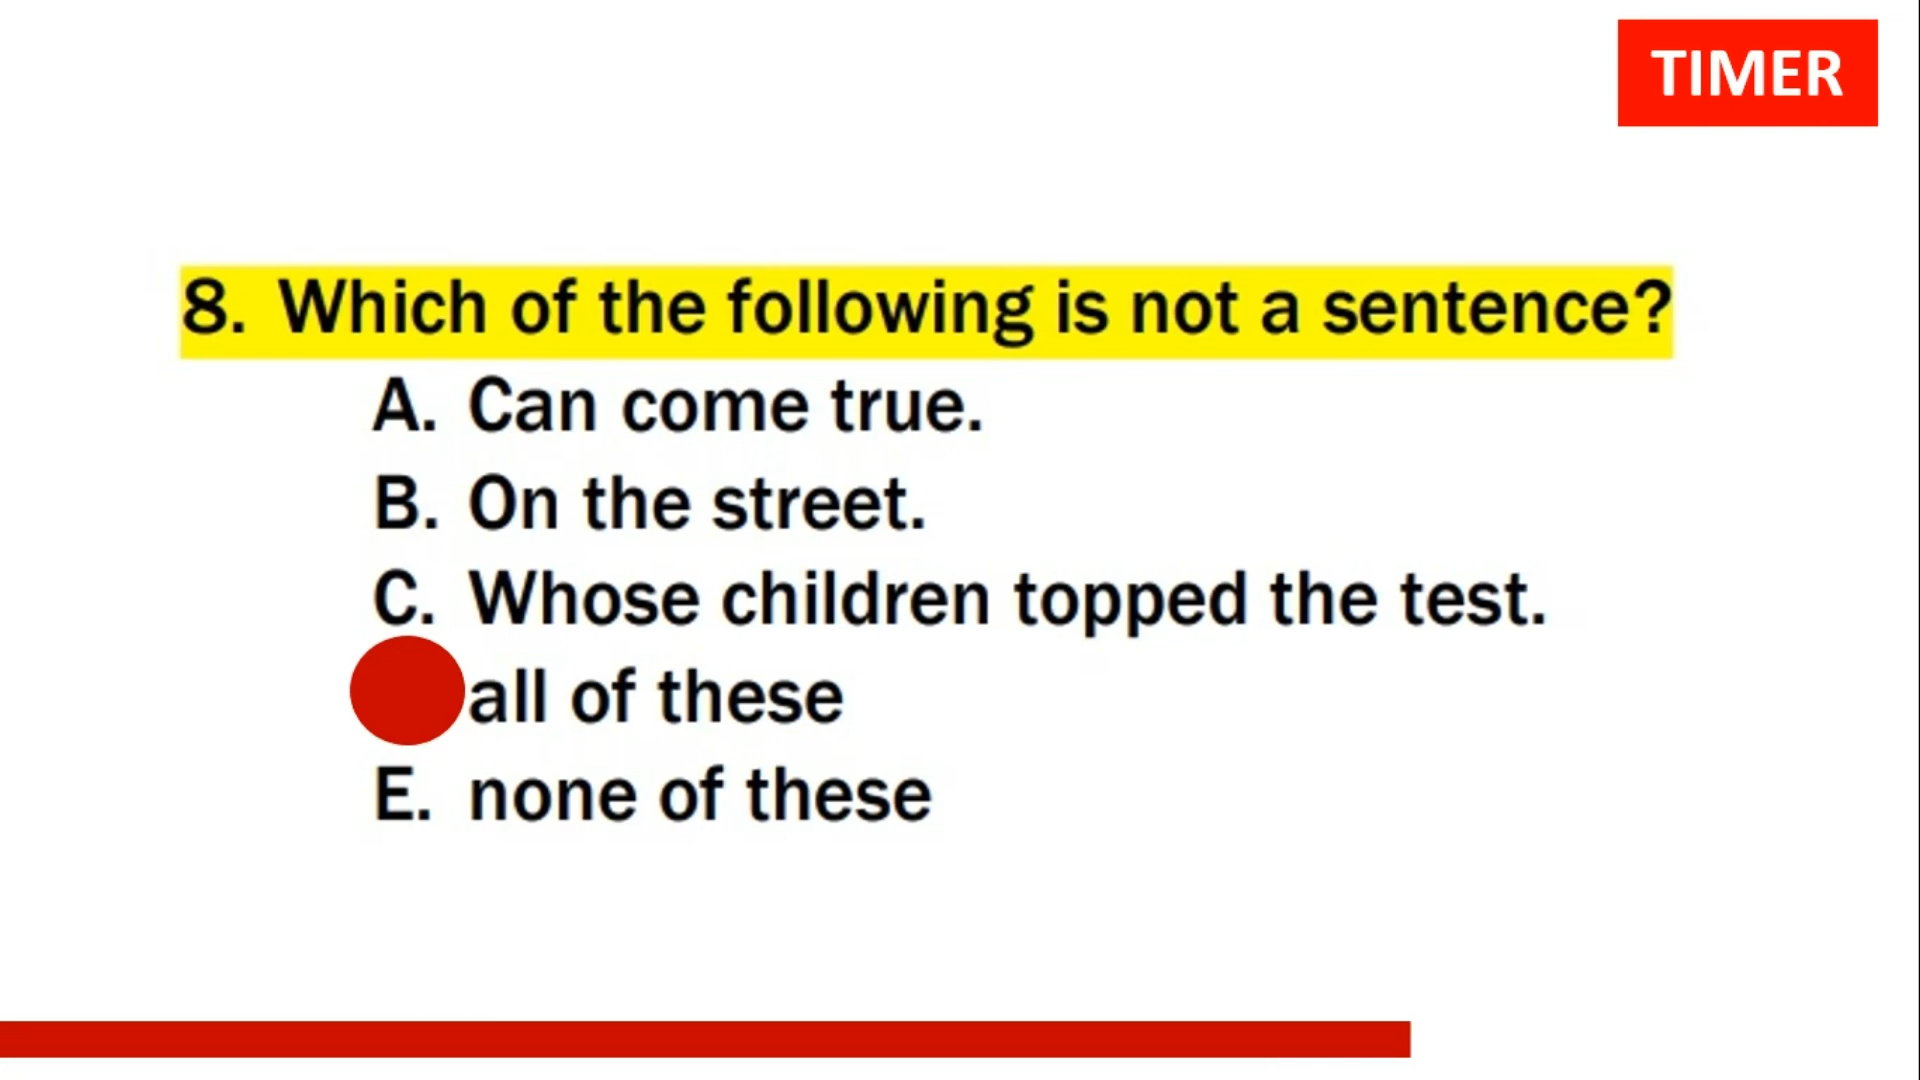 TIMER
8. Which of the following is not a sentence?
A. Can come true.
B. On the street.
C. Whose children topped the test.
all of these
E. none of these